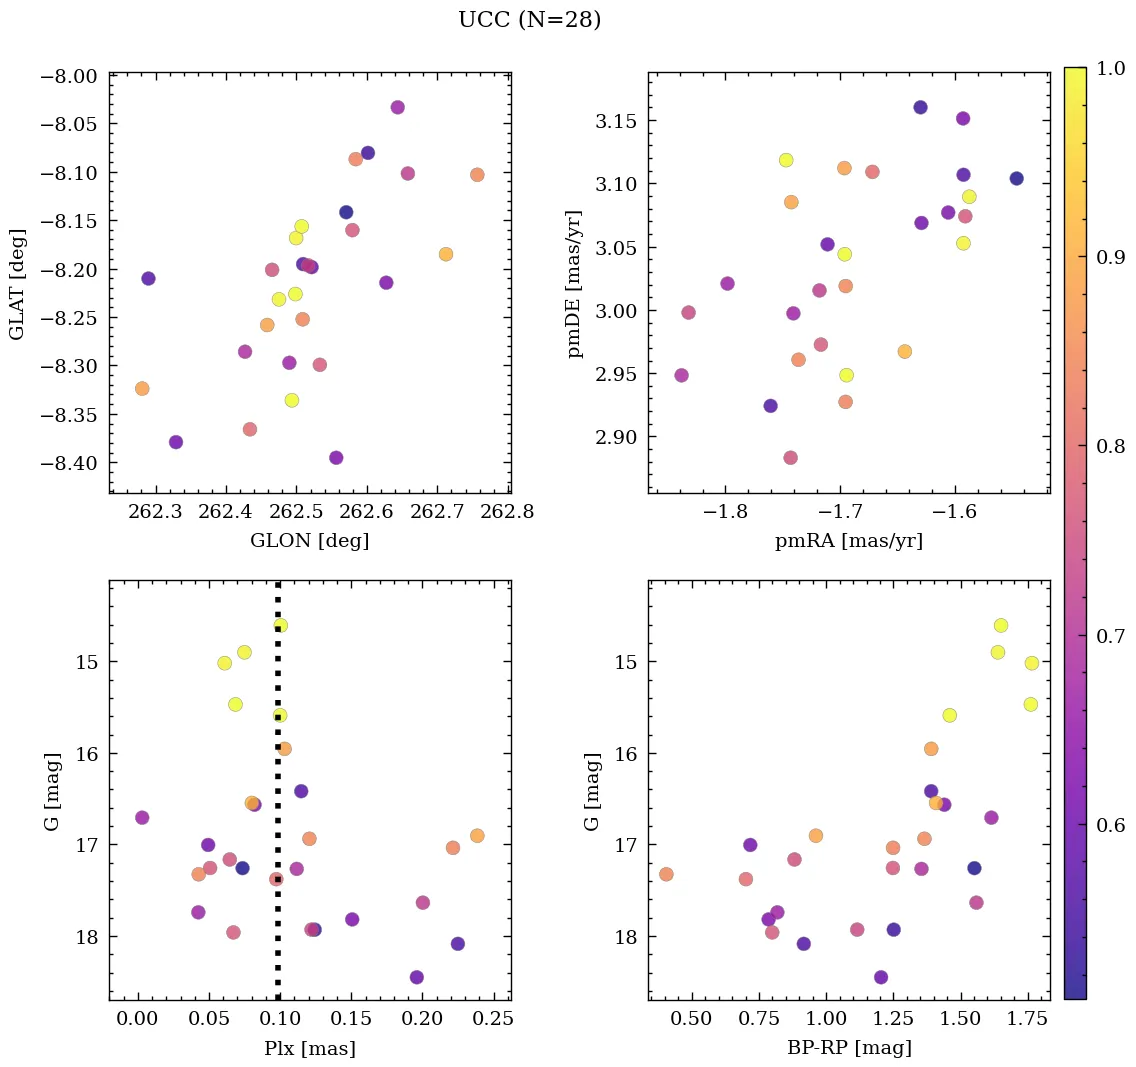 UCC (N=28)
−8.00
−8.05
−8.10
−8.15
−8.20
−8.25
−8.30
−8.35
−8.40
GLAT [deg]
262.3 262.4 262.5 262.6 262.7 262.8
GLON [deg]
3.15
3.10
3.05
3.00
2.95
2.90
pmDE [mas/yr]
−1.8 −1.7 −1.6
pmRA [mas/yr]
15
16
17
18
G [mag]
0.00 0.05 0.10 0.15 0.20 0.25
Plx [mas]
15
16
17
18
G [mag]
0.50 0.75 1.00 1.25 1.50 1.75
BP-RP [mag]
1.0
0.9
0.8
0.7
0.6